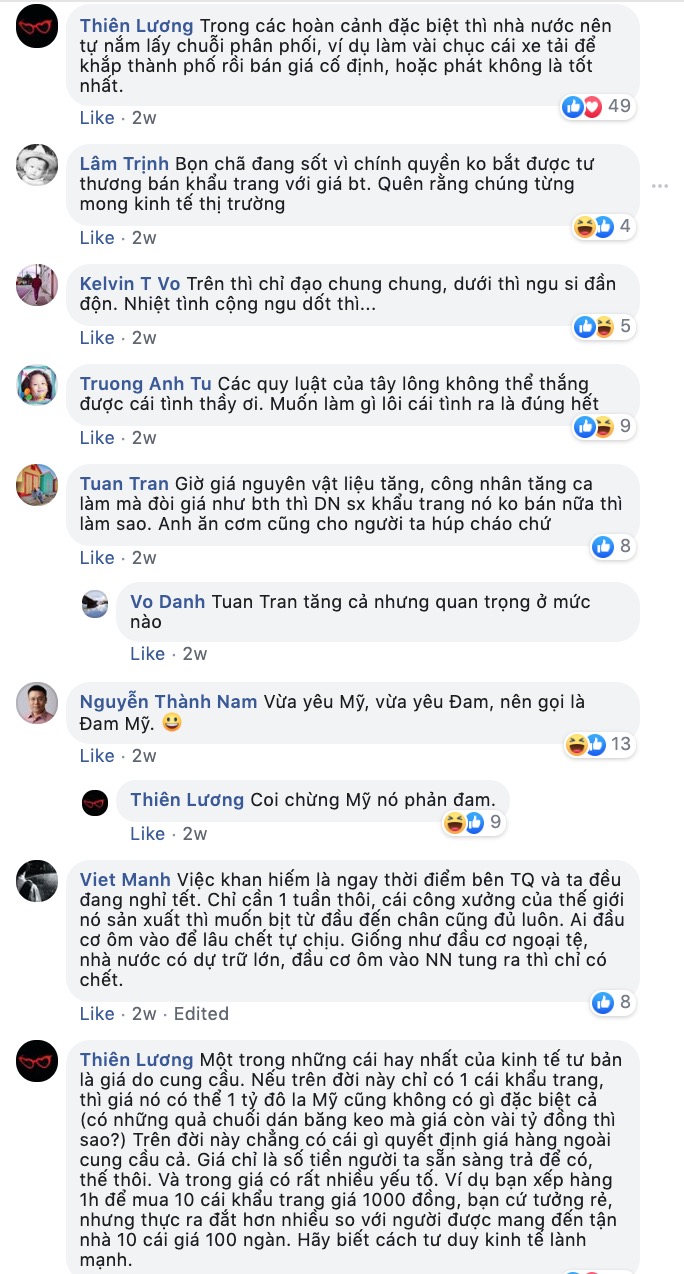 Thiên Lương Trong các hoàn cảnh đặc biệt thì nhà nước nên
tự nắm lấy chuỗi phân phối, ví dụ làm vài chục cái xe tải để
khắp thành phố rồi bán giá cố định, hoặc phát không là tốt
nhất.
49
Like · 2w
Lâm Trịnh Bọn chã đang sốt vì chính quyền ko bắt được tư
thương bán khẩu trang với giá bt. Quên rằng chúng từng
mong kinh tế thị trường
4
Like · 2w
Kelvin T Vo Trên thì chỉ đạo chung chung, dưới thì ngu si đần
độn. Nhiệt tình cộng ngu dốt thì...
5
Like · 2w
Truong Anh Tu Các quy luật của tây lông không thể thắng
được cái tình thầy ơi. Muốn làm gì lôi cái tình ra là đúng hết
9
Like · 2w
Tuan Tran Giờ giá nguyên vật liệu tăng, công nhân tăng ca
làm mà đòi giá như bth thì DN sx khẩu trang nó ko bán nữa thì
làm sao. Anh ăn cơm cũng cho người ta húp cháo chứ
8
Like · 2w
Vo Danh Tuan Tran tăng cả nhưng quan trọng ở mức
nào
Like · 2w
Nguyễn Thành Nam Vừa yêu Mỹ, vừa yêu Đam, nên gọi là
Đam Mỹ. 😀
13
Like · 2w
Thiên Lương Coi chừng Mỹ nó phản đam.
9
Like · 2w
Viet Manh Việc khan hiếm là ngay thời điểm bên TQ và ta đều
đang nghỉ tết. Chỉ cần 1 tuần thôi, cái công xưởng của thế giới
nó sản xuất thì muốn bịt từ đầu đến chân cũng đủ luôn. Ai đầu
cơ ôm vào để lâu chết tự chịu. Giống như đầu cơ ngoại tệ,
nhà nước có dự trữ lớn, đầu cơ ôm vào NN tung ra thì chỉ có
chết.
8
Like · 2w · Edited
Thiên Lương Một trong những cái hay nhất của kinh tế tư bản
là giá do cung cầu. Nếu trên đời này chỉ có 1 cái khẩu trang,
thì giá nó có thể 1 tỷ đô la Mỹ cũng không có gì đặc biệt cả
(có những quả chuối dán băng keo mà giá còn vài tỷ đồng thì
sao?) Trên đời này chẳng có cái gì quyết định giá hàng ngoài
cung cầu cả. Giá chỉ là số tiền người ta sẵn sàng trả để có,
thế thôi. Và trong giá có rất nhiều yếu tố. Ví dụ bạn xếp hàng
1h để mua 10 cái khẩu trang giá 1000 đồng, bạn cứ tưởng rẻ,
nhưng thực ra đắt hơn nhiều so với người được mang đến tận
nhà 10 cái giá 100 ngàn. Hãy biết cách tư duy kinh tế lành
mạnh.